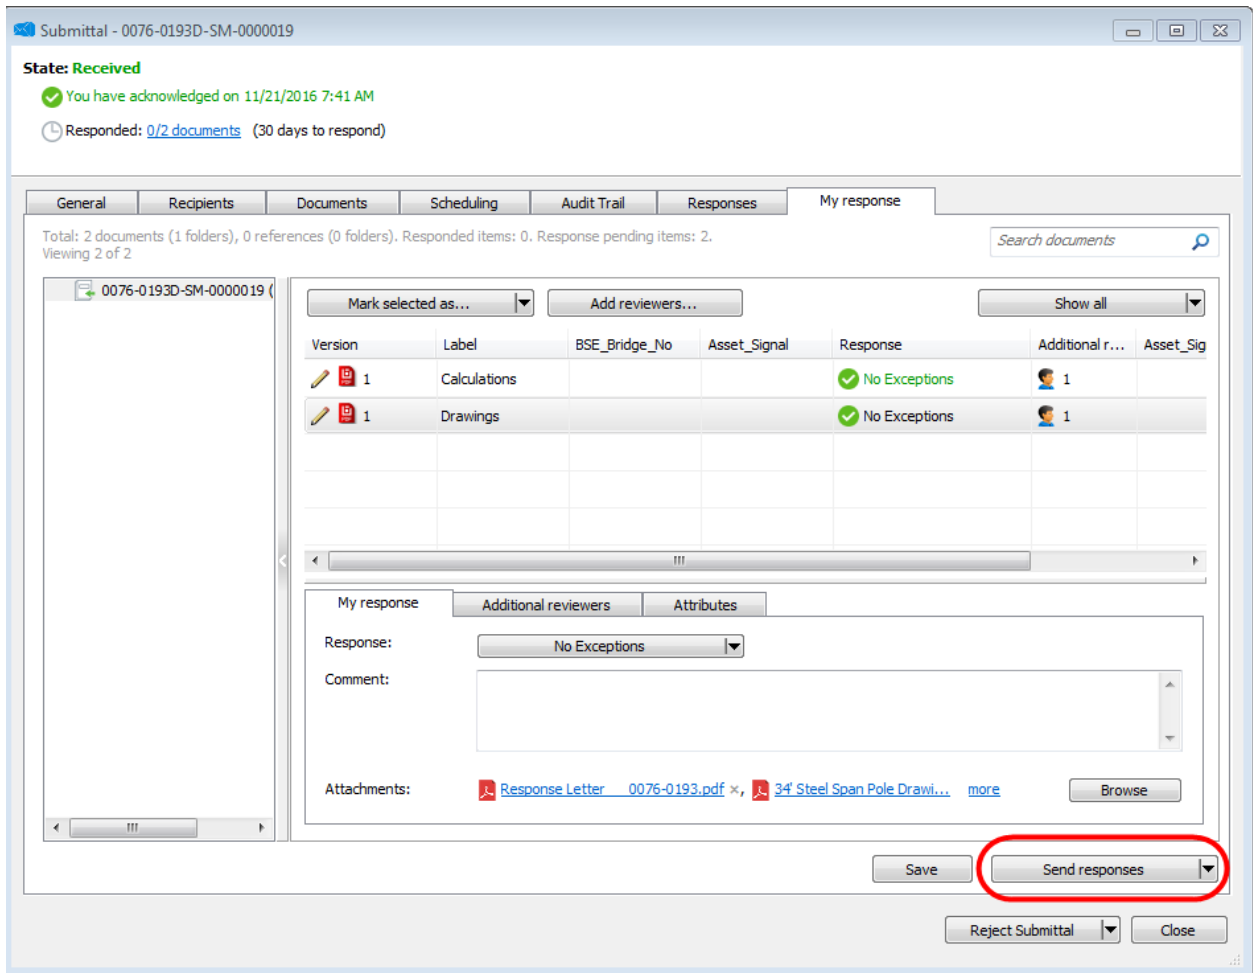 Submittal - 0076-0193D-SM-0000019
State: Received
You have acknowledged on 11/21/2016 7:41 AM
Responded: 0/2 documents (30 days to respond)
General Recipients Documents Scheduling Audit Trail Responses My response
Total: 2 documents (1 folders), 0 references (0 folders). Responded items: 0. Response pending items: 2.
Viewing 2 of 2
Search documents
0076-0193D-SM-0000019 (
Mark selected as... Add reviewers... Show all
Version Label BSE_Bridge_No Asset_Signal Response Additional r... Asset_Sig
1 Calculations No Exceptions 1
1 Drawings No Exceptions 1
My response Additional reviewers Attributes
Response: No Exceptions
Comment:
Attachments: Response Letter 0076-0193.pdf ×, 34' Steel Span Pole Drawi... more Browse
Save Send responses
Reject Submittal Close